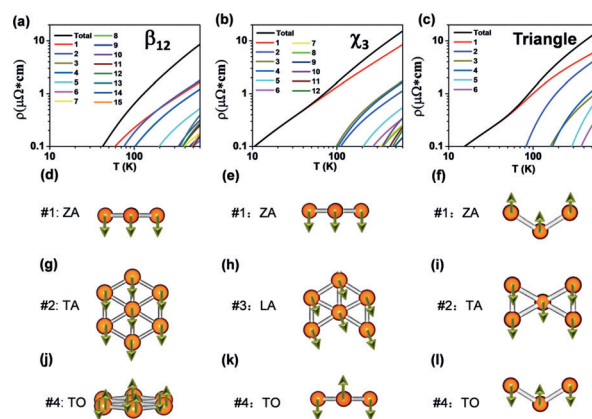 (a)
β12
Total
1
2
3
4
5
6
7
8
9
10
11
12
13
14
15
ρ(μΩ*cm)
10
1
0.1
10
100
T (K)
(b)
χ3
Total
1
2
3
4
5
6
7
8
9
10
11
12
ρ(μΩ*cm)
10
1
0.1
10
100
T (K)
(c)
Triangle
Total
1
2
3
4
5
6
ρ(μΩ*cm)
10
1
0.1
10
100
T (K)
(d)
(e)
(f)
#1: ZA
#1: ZA
#1: ZA
(g)
(h)
(i)
#2: TA
#3: LA
#2: TA
(j)
(k)
(l)
#4: TO
#4: TO
#4: TO